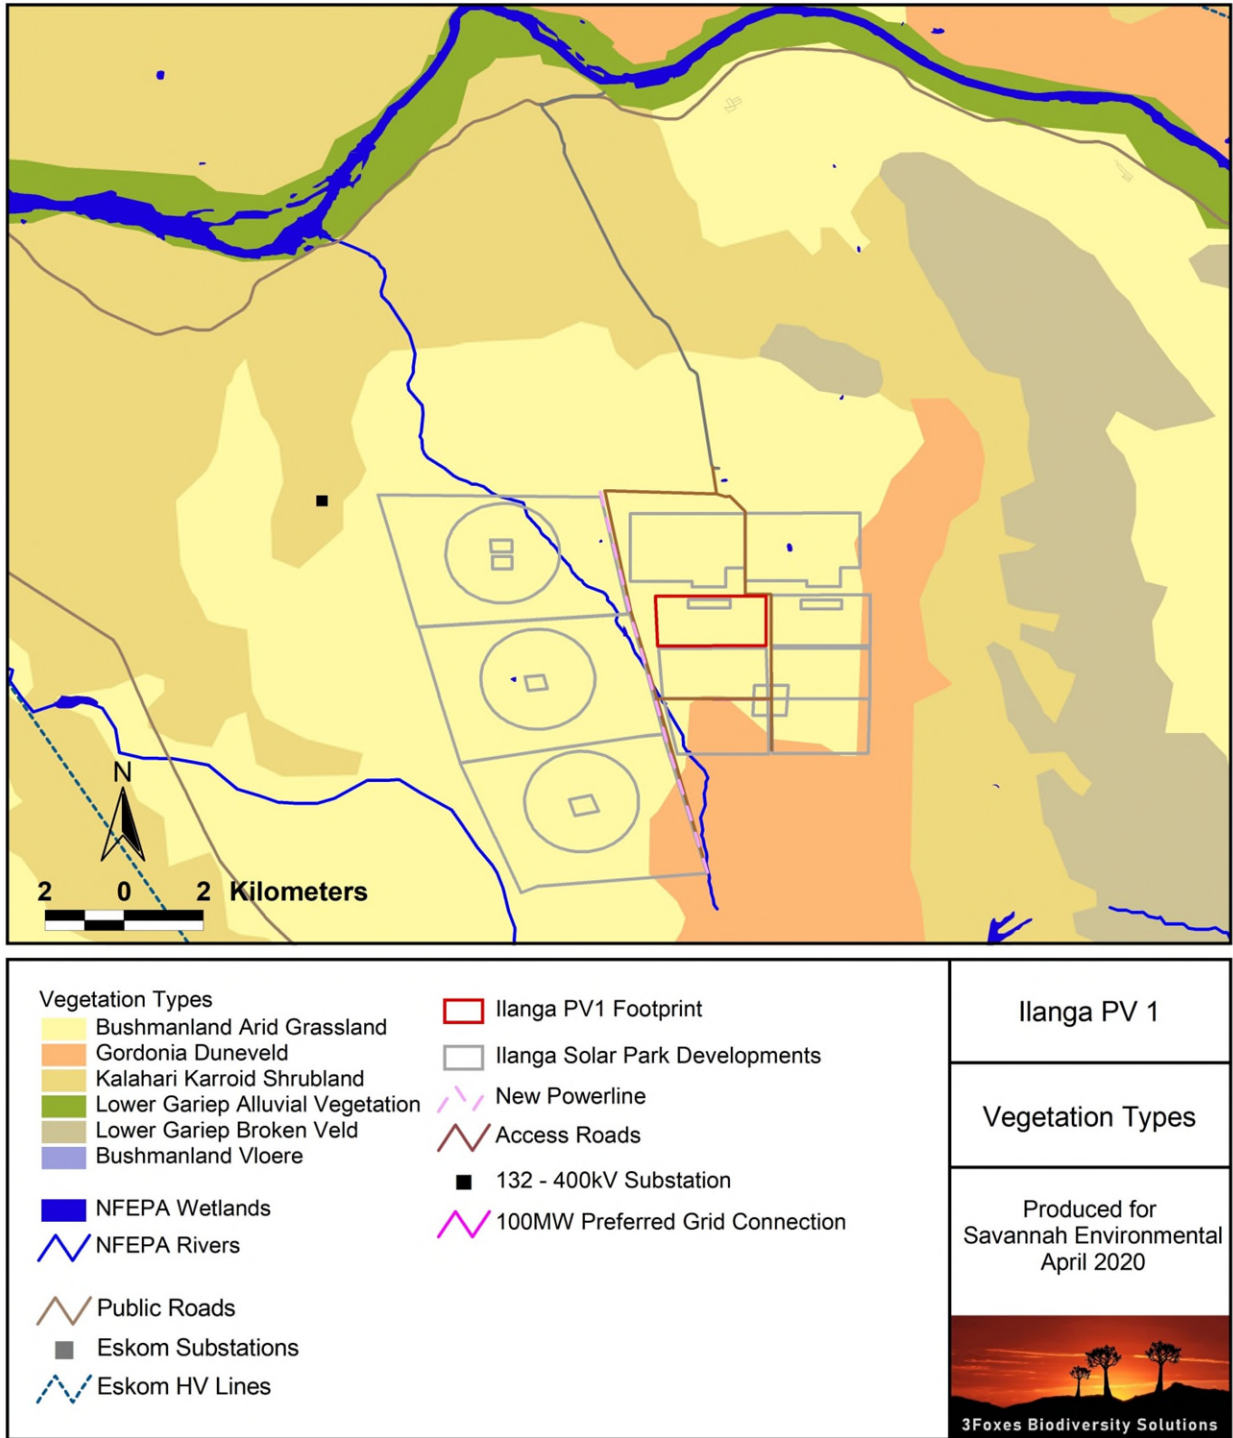 N
2 0 2 Kilometers
Vegetation Types
Bushmanland Arid Grassland
Gordonia Duneveld
Kalahari Karroid Shrubland
Lower Gariep Alluvial Vegetation
Lower Gariep Broken Veld
Bushmanland Vloere
NFEPA Wetlands
NFEPA Rivers
Public Roads
Eskom Substations
Eskom HV Lines
Ilanga PV1 Footprint
Ilanga Solar Park Developments
New Powerline
Access Roads
132 - 400kV Substation
100MW Preferred Grid Connection
Ilanga PV 1
Vegetation Types
Produced for
Savannah Environmental
April 2020
3Foxes Biodiversity Solutions